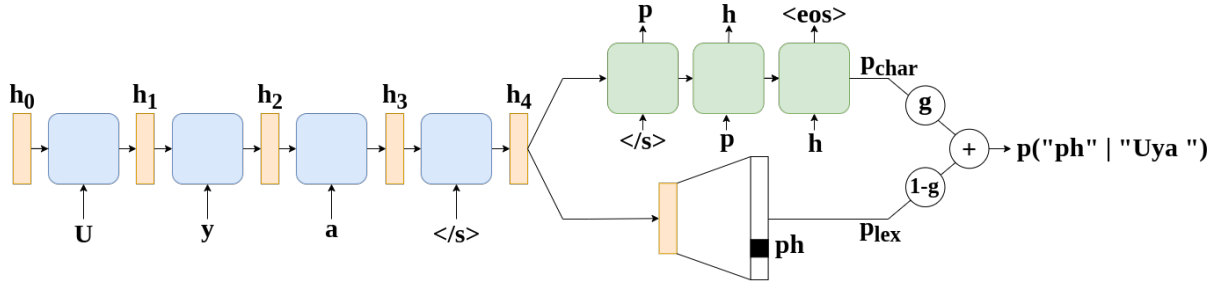 p h <eos>
h0 h1 h2 h3 h4
pchar
g
</s> p h
+ p("ph" | "Uya ")
1-g
U y a </s>
plex
ph